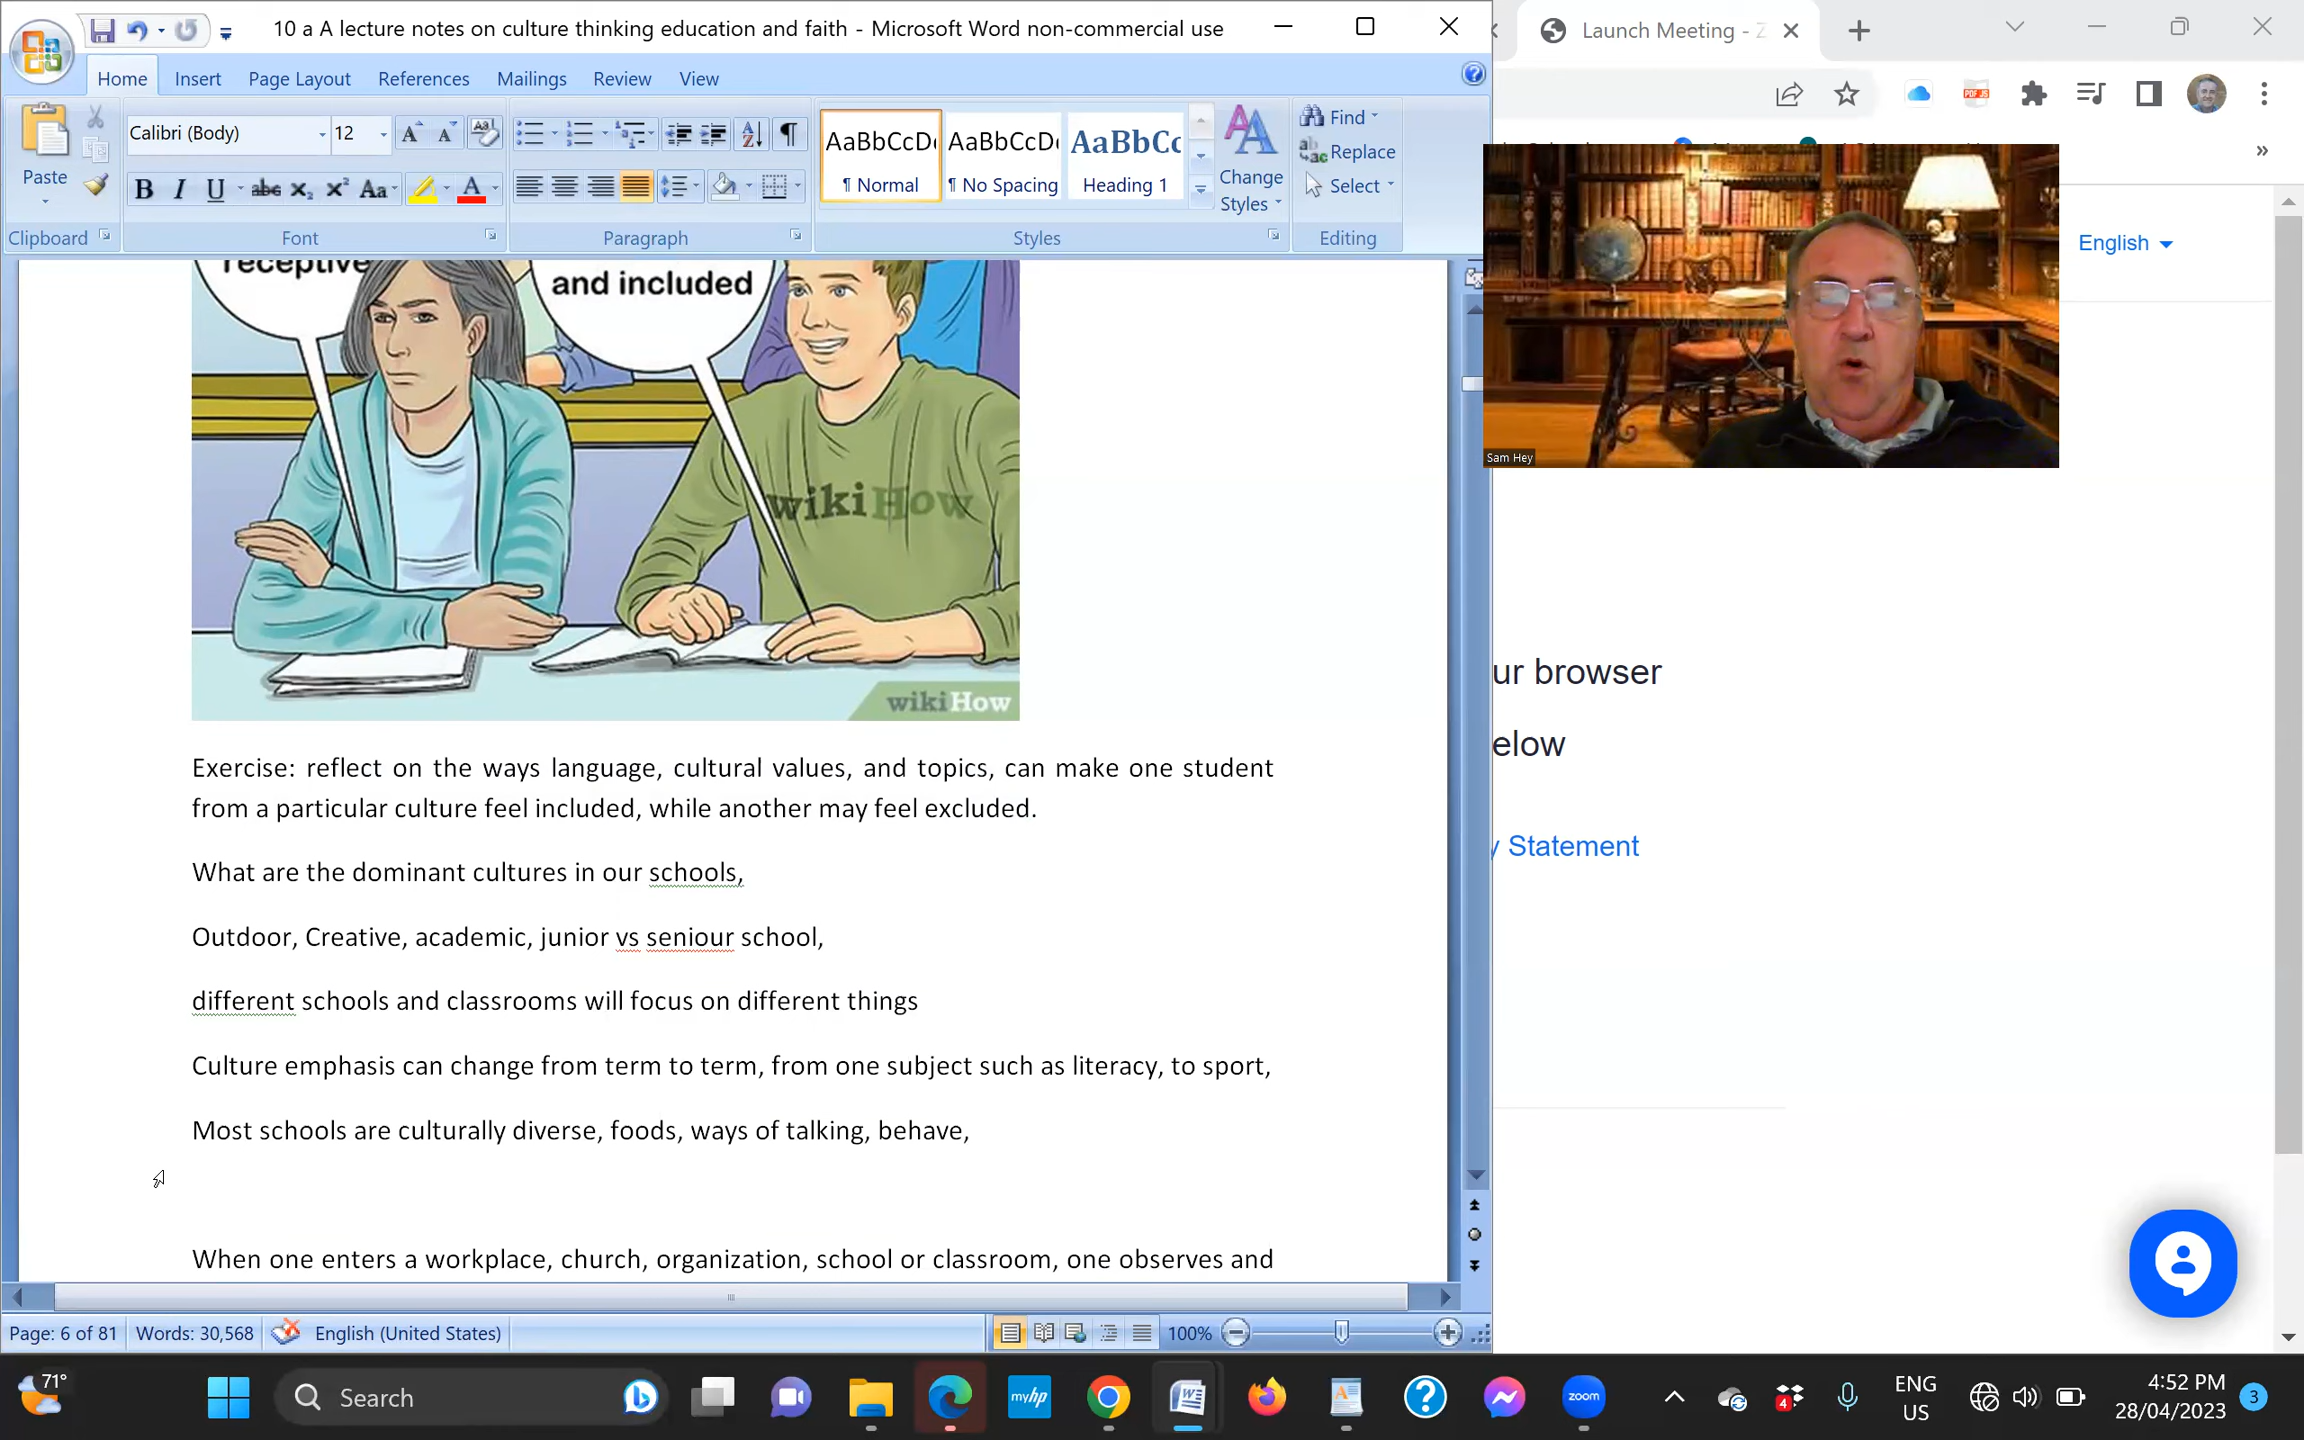 10 a A lecture notes on culture thinking education and faith - Microsoft Word non-commercial use
Launch Meeting - Z
Home Insert Page Layout References Mailings Review View
Calibri (Body) 12
AaBbCcDd AaBbCcDd AaBbCc
Find
Replace
Select
Paste
¶ Normal ¶ No Spacing Heading 1
Change
Styles
Clipboard Font Paragraph Styles Editing
English
Sam Hey
receptive
and included
wikiHow
wikiHow
ur browser
elow
y Statement
Exercise: reflect on the ways language, cultural values, and topics, can make one student
from a particular culture feel included, while another may feel excluded.
What are the dominant cultures in our schools,
Outdoor, Creative, academic, junior vs seniour school,
different schools and classrooms will focus on different things
Culture emphasis can change from term to term, from one subject such as literacy, to sport,
Most schools are culturally diverse, foods, ways of talking, behave,
When one enters a workplace, church, organization, school or classroom, one observes and
Page: 6 of 81 Words: 30,568 English (United States) 100%
71°
Search
myhp
zoom
4
ENG
US
4:52 PM
28/04/2023
3